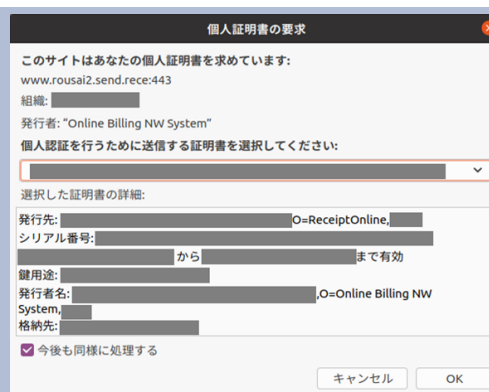 個人証明書の要求
このサイトはあなたの個人証明書を求めています:
www.rousai2.send.rece:443
組織:
発行者: “Online Billing NW System”
個人認証を行うために送信する証明書を選択してください:
選択した証明書の詳細:
発行先: O=ReceiptOnline,
シリアル番号:
から まで有効
鍵用途:
発行者名: ,O=Online Billing NW
System,
格納先:
今後も同様に処理する
キャンセル OK